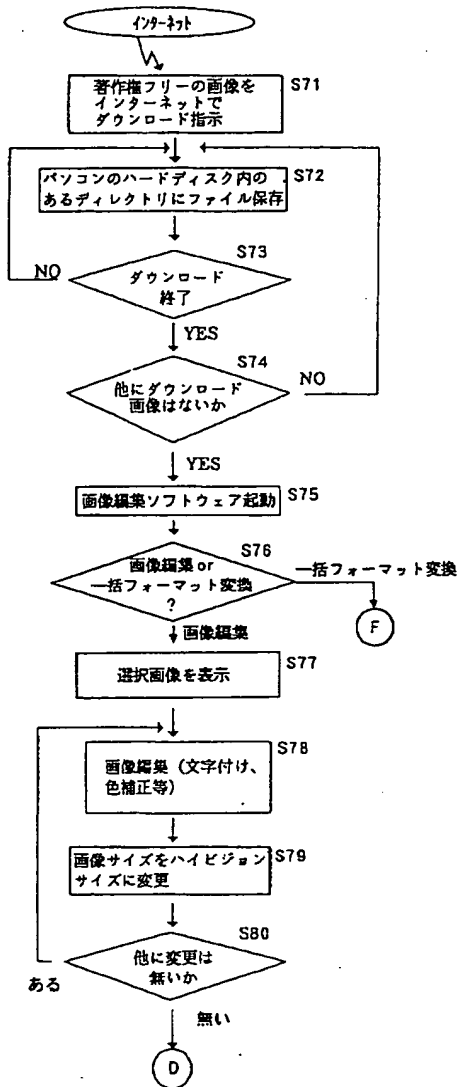 インターネット
著作権フリーの画像を
インターネットで
ダウンロード指示
S71
パソコンのハードディスク内の
あるディレクトリにファイル保存
S72
S73
ダウンロード
終了
NO
YES
S74
他にダウンロード
画像はないか
NO
YES
画像編集ソフトウェア起動
S75
S76
画像編集or
一括フォーマット変換
?
一括フォーマット変換
F
画像編集
S77
選択画像を表示
S78
画像編集(文字付け、
色補正等)
画像サイズをハイビジョン
サイズに変更
S79
S80
他に変更は
無いか
ある
無い
D